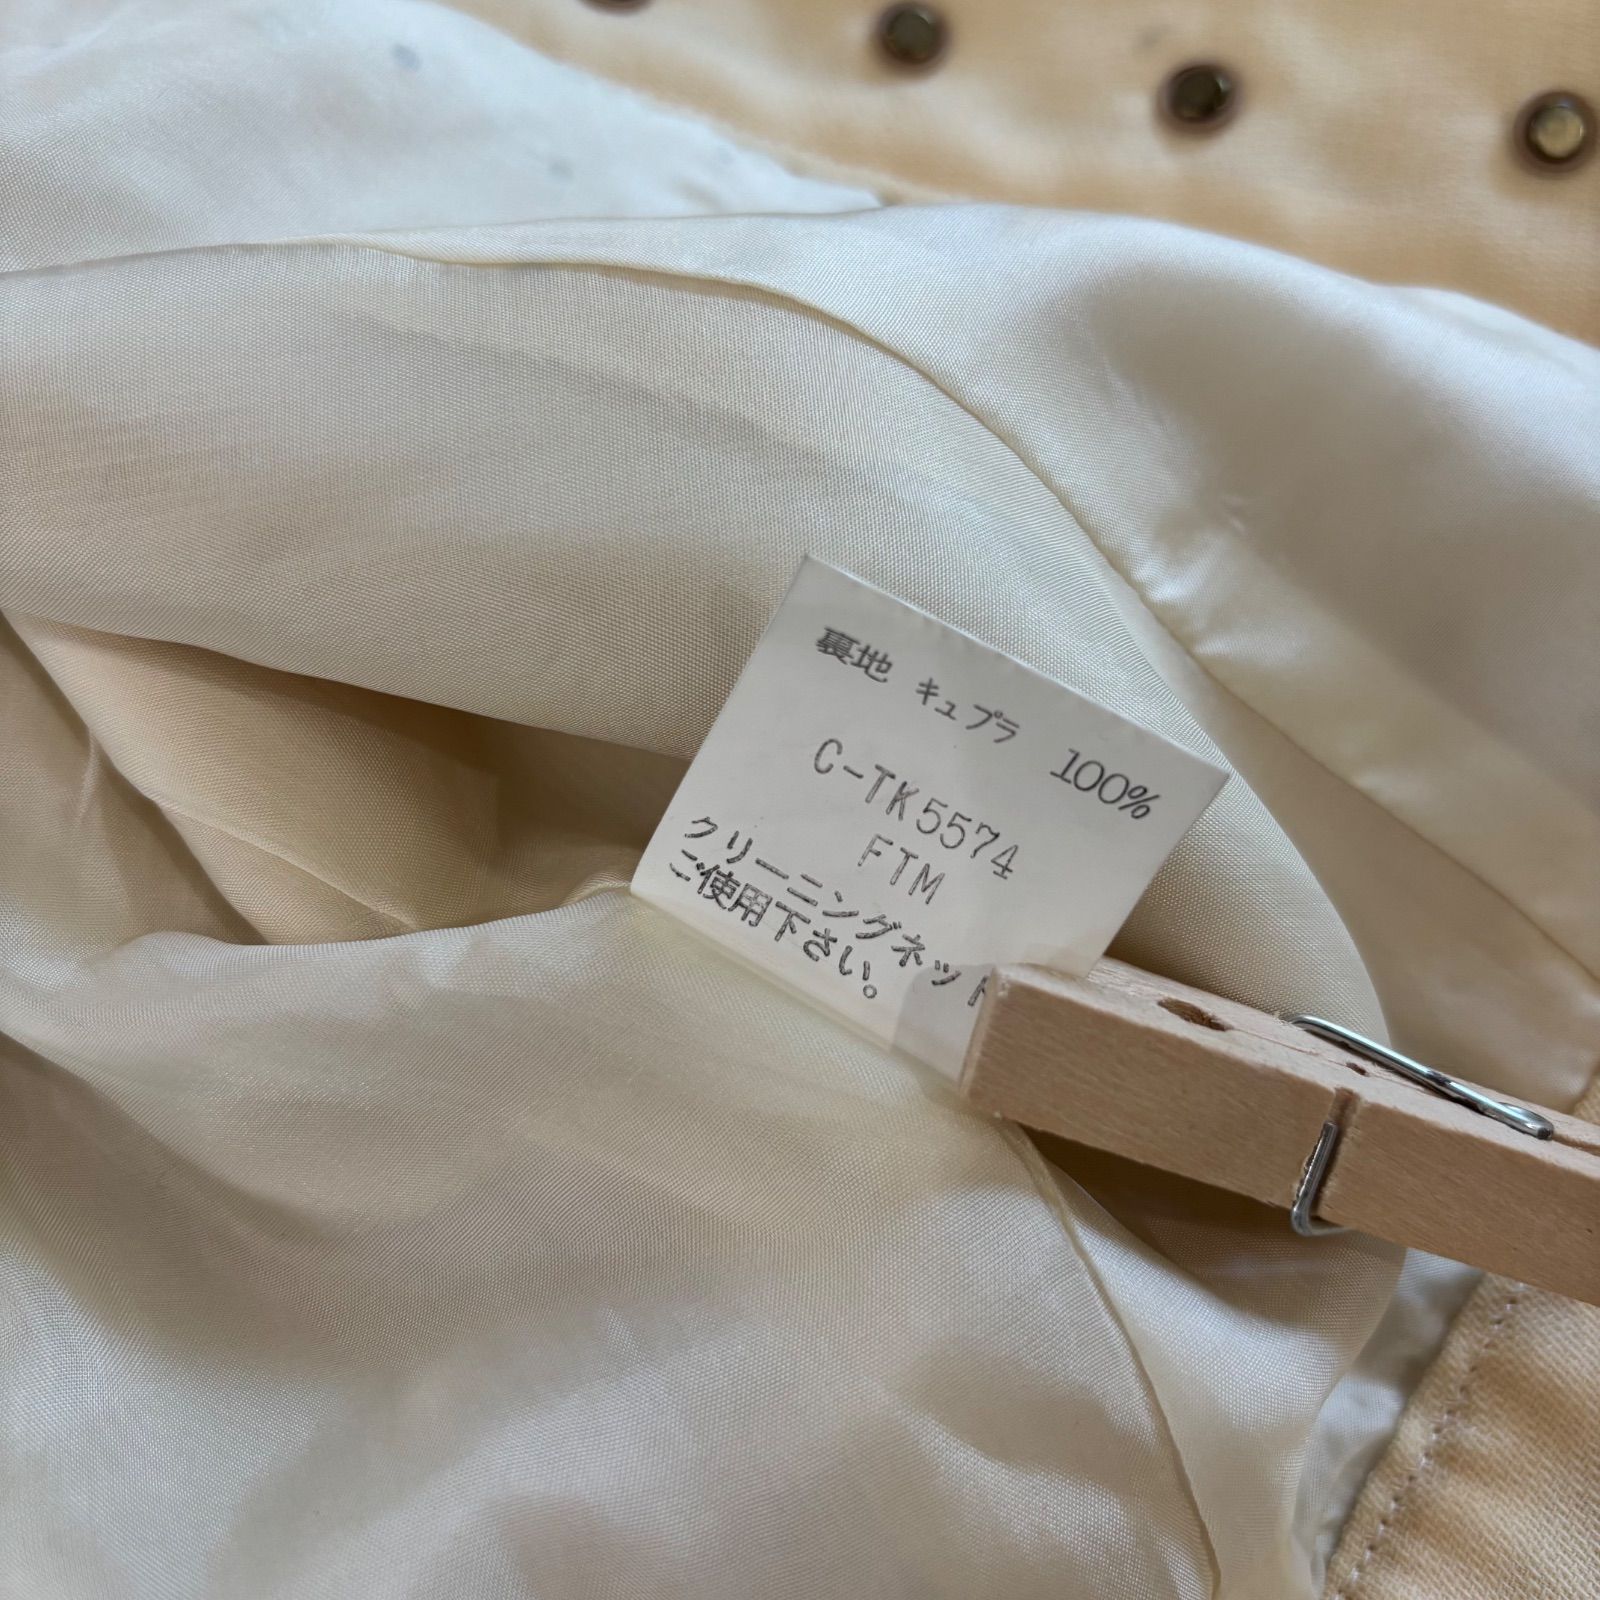 裏地 キュプラ 100%
C-TK5574
FTM
クリーニングネット
ご使用下さい。